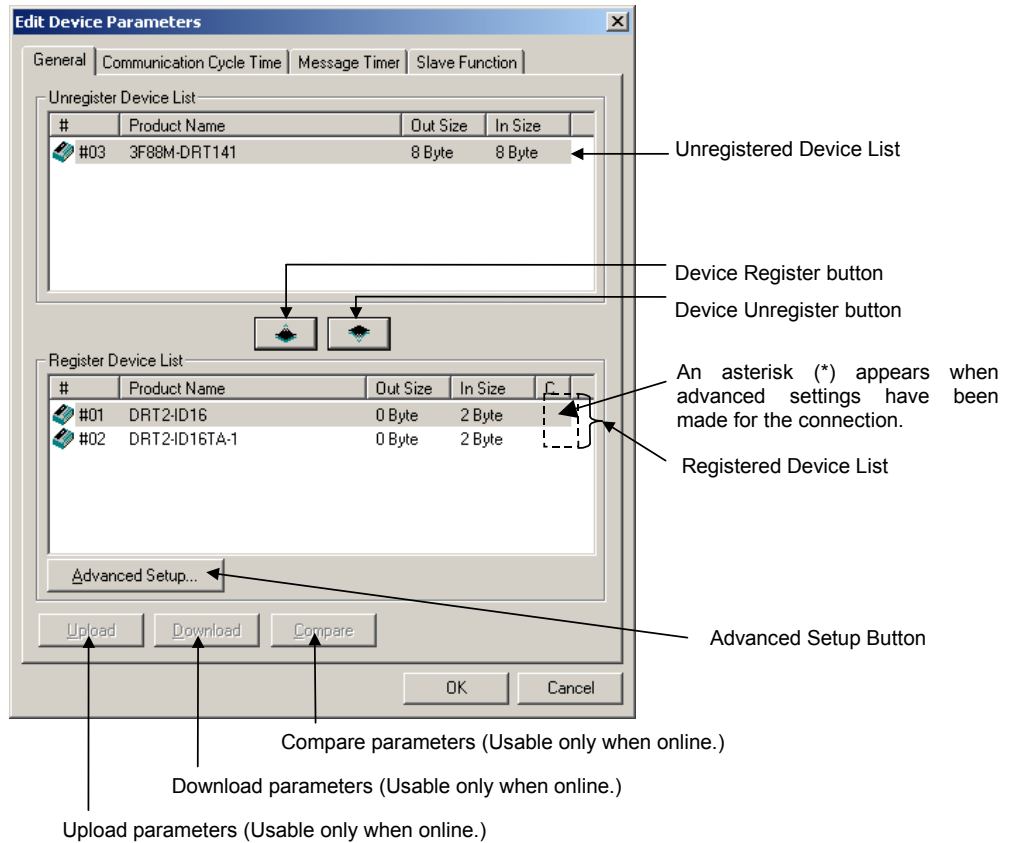 Edit Device Parameters
General Communication Cycle Time Message Timer Slave Function
Unregister Device List
# Product Name Out Size In Size
#03 3F88M-DRT141 8 Byte 8 Byte
Unregistered Device List
Device Register button
Device Unregister button
Register Device List
# Product Name Out Size In Size C..
#01 DRT2-ID16 0 Byte 2 Byte
#02 DRT2-ID16TA-1 0 Byte 2 Byte
An asterisk (*) appears when
advanced settings have been
made for the connection.
Registered Device List
Advanced Setup...
Upload Download Compare
Advanced Setup Button
OK Cancel
Compare parameters (Usable only when online.)
Download parameters (Usable only when online.)
Upload parameters (Usable only when online.)